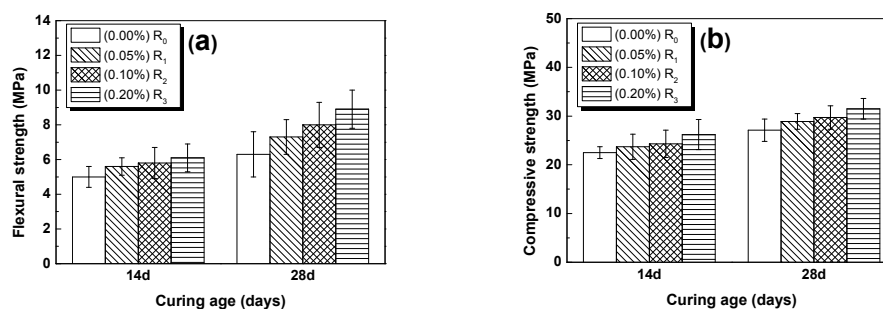 14
12
10
8
6
4
2
0
Flexural strength (MPa)
(0.00%) R0
(0.05%) R1
(0.10%) R2
(0.20%) R3
(a)
14d
28d
Curing age (days)
50
40
30
20
10
0
Compressive strength (MPa)
(0.00%) R0
(0.05%) R1
(0.10%) R2
(0.20%) R3
(b)
14d
28d
Curing age (days)